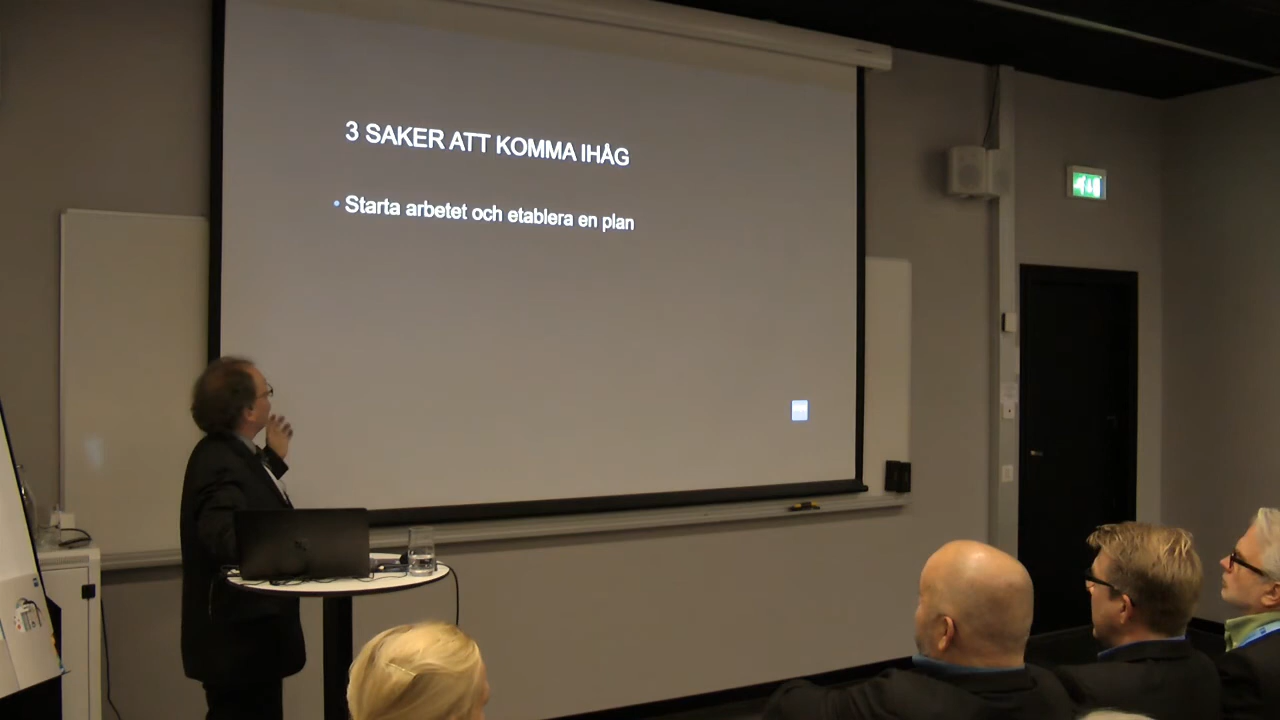 3 SAKER ATT KOMMA IHÅG
• Starta arbetet och etablera en plan